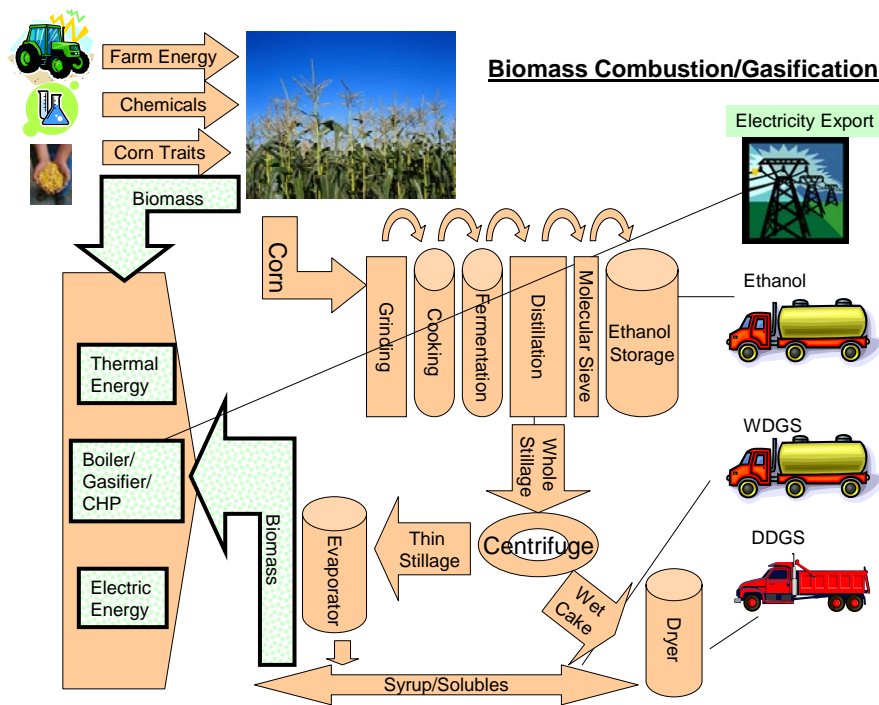 Biomass Combustion/Gasification
Farm Energy
Chemicals
Corn Traits
Biomass
Electricity Export
Corn
Grinding
Cooking
Fermentation
Distillation
Molecular Sieve
Ethanol
Storage
Ethanol
Thermal
Energy
Boiler/
Gasifier/
CHP
Electric
Energy
Biomass
Whole
Stillage
WDGS
Centrifuge
Thin
Stillage
Evaporator
Wet
Cake
Dryer
DDGS
Syrup/Solubles